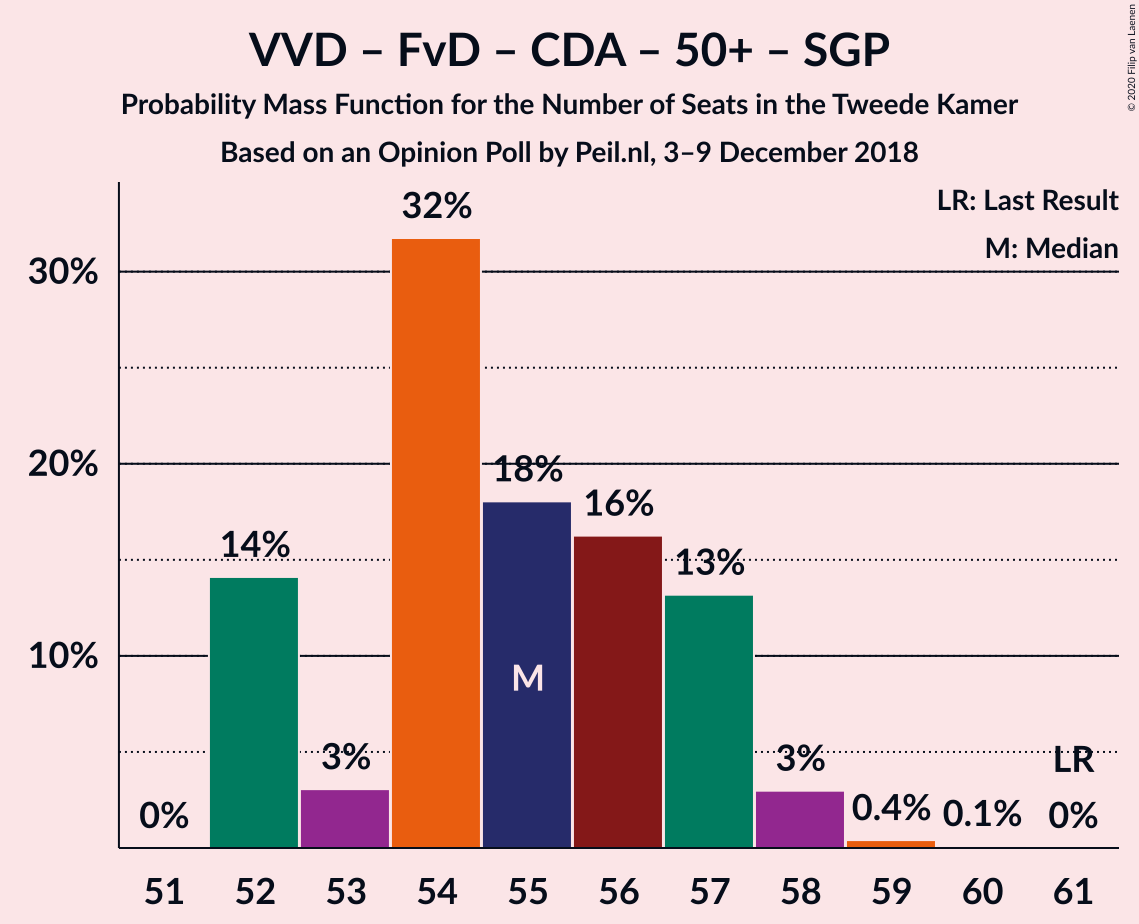 VVD – FvD – CDA – 50+ – SGP
Probability Mass Function for the Number of Seats in the Tweede Kamer
Based on an Opinion Poll by Peil.nl, 3–9 December 2018
© 2020 Filip van Laenen
LR: Last Result
M: Median
32%
30%
20%
18%
16%
14%
13%
10%
M
3%
3%
LR
0%
0.4%
0.1%
0%
51 52 53 54 55 56 57 58 59 60 61